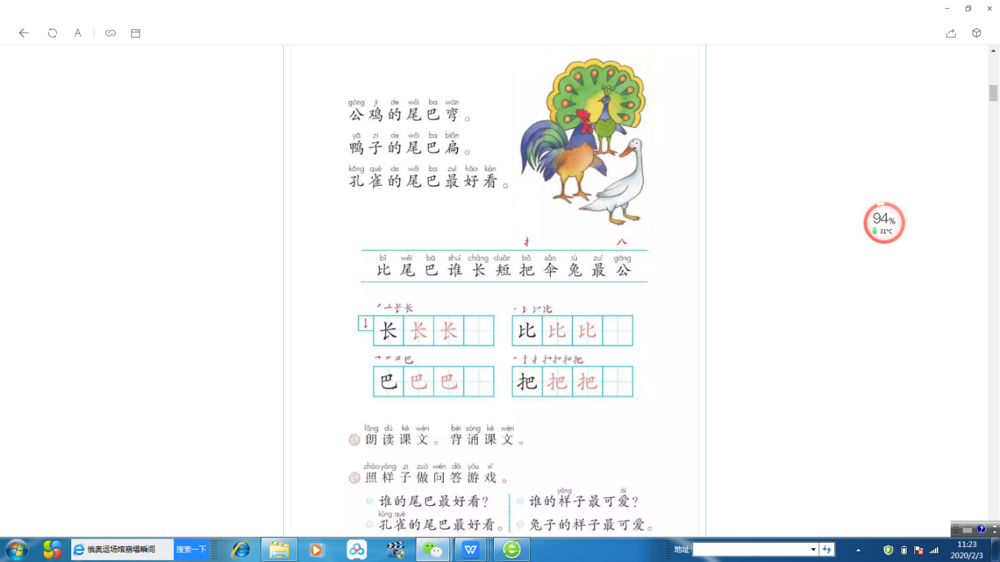 gōng jī de wěi ba wān
公鸡的尾巴弯。
yā zi de wěi ba biǎn
鸭子的尾巴扁。
kǒng què de wěi ba zuì hǎo kàn
孔雀的尾巴最好看。
扌 八
bǐ wěi bā shuí cháng duǎn bǎ sǎn tù zuì gōng
比尾巴谁长短把伞兔最公
长长长
比比比
巴巴巴
把把把
lǎng dú kè wén bèi sòng kè wén
朗读课文。背诵课文。
zhào yàng zi zuò wèn dá yóu xì
照样子做问答游戏。
谁的尾巴最好看?
kǒng què
孔雀的尾巴最好看。
yàng ài
谁的样子最可爱?
兔子的样子最可爱。
94%
31℃
俄奥运场馆崩塌瞬间 搜索一下
地址
11:23
2020/2/3